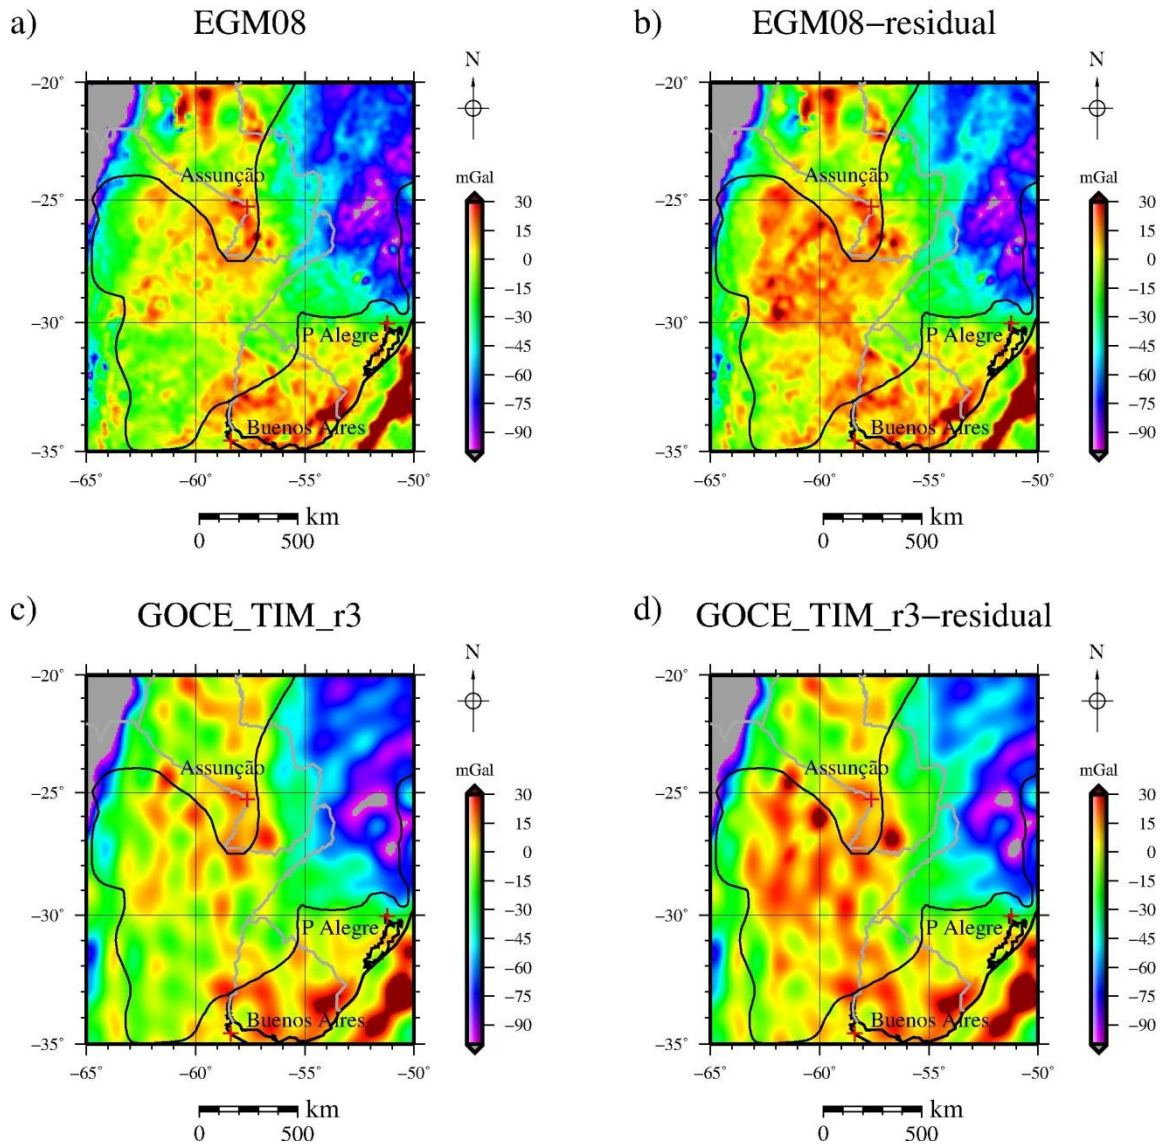 a) EGM08
b) EGM08−residual
N
N
−20˚
−25˚
−30˚
−35˚
−65˚ −60˚ −55˚ −50˚
Assunção
P Alegre
Buenos Aires
mGal
30
15
0
−15
−30
−45
−60
−75
−90
km
0 500
−20˚
−25˚
−30˚
−35˚
−65˚ −60˚ −55˚ −50˚
Assunção
P Alegre
Buenos Aires
mGal
30
15
0
−15
−30
−45
−60
−75
−90
km
0 500
c) GOCE_TIM_r3
d) GOCE_TIM_r3−residual
N
N
−20˚
−25˚
−30˚
−35˚
−65˚ −60˚ −55˚ −50˚
Assunção
P Alegre
Buenos Aires
mGal
30
15
0
−15
−30
−45
−60
−75
−90
km
0 500
−20˚
−25˚
−30˚
−35˚
−65˚ −60˚ −55˚ −50˚
Assunção
P Alegre
Buenos Aires
mGal
30
15
0
−15
−30
−45
−60
−75
−90
km
0 500